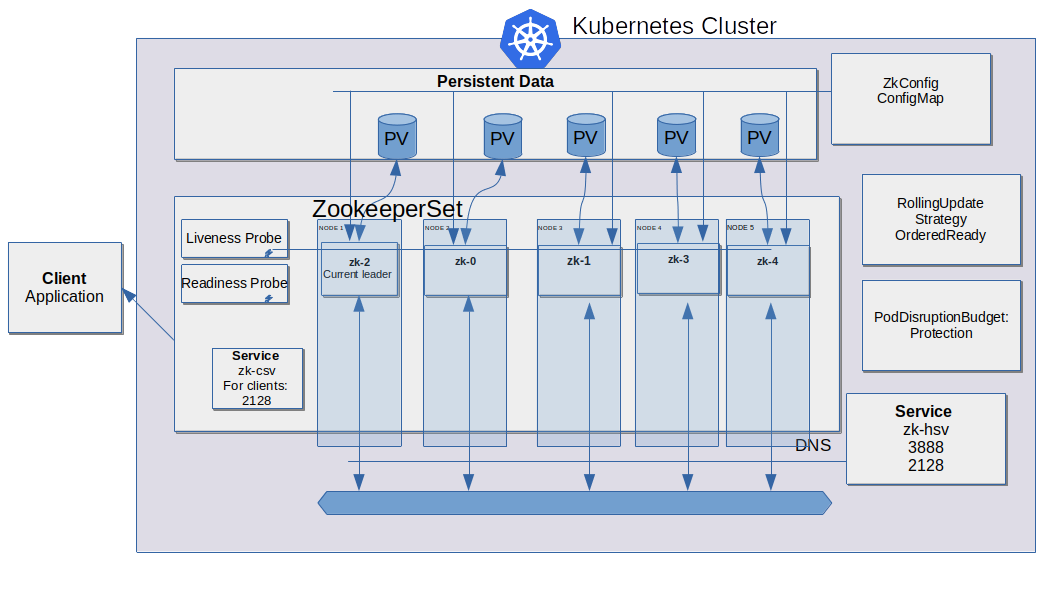 Kubernetes Cluster
Persistent Data
ZkConfig
ConfigMap
PV
PV
PV
PV
PV
RollingUpdate
Strategy
OrderedReady
ZookeeperSet
Liveness Probe
Readiness Probe
NODE 1
NODE 2
NODE 3
NODE 4
NODE 5
zk-2
Current leader
zk-0
zk-1
zk-3
zk-4
Client
Application
PodDisruptionBudget:
Protection
Service
zk-csv
For clients:
2128
Service
zk-hsv
3888
2128
DNS